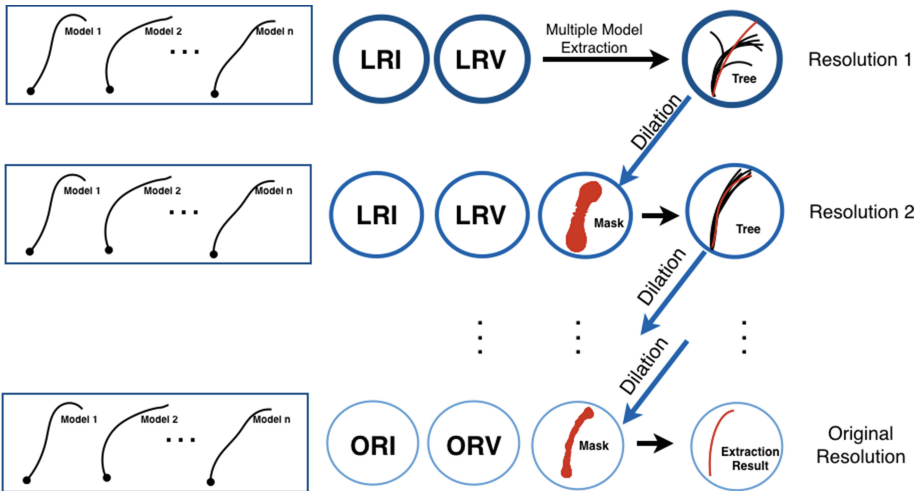 Model 1
Model 2
Model n
. . .
LRI
LRV
Multiple Model
Extraction
Tree
Resolution 1
Dilation
Model 1
Model 2
Model n
. . .
LRI
LRV
Mask
Tree
Resolution 2
Dilation
Dilation
Model 1
Model 2
Model n
. . .
ORI
ORV
Mask
Extraction
Result
Original
Resolution